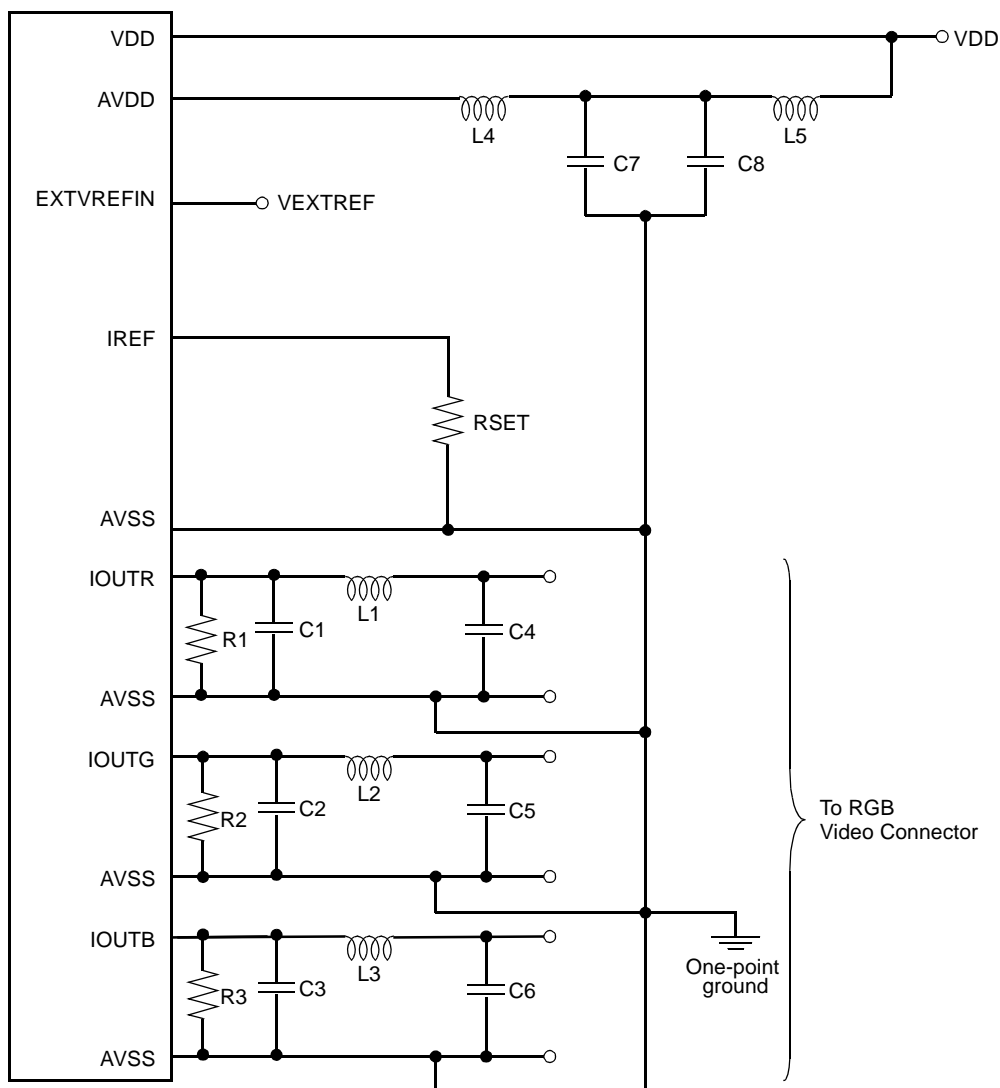 VDD
VDD
AVDD
L4
L5
C7
C8
EXTVREFIN
VEXTREF
IREF
RSET
AVSS
IOUTR
L1
R1
C1
C4
AVSS
IOUTG
L2
R2
C2
C5
To RGB
Video Connector
AVSS
IOUTB
L3
One-point
ground
R3
C3
C6
AVSS